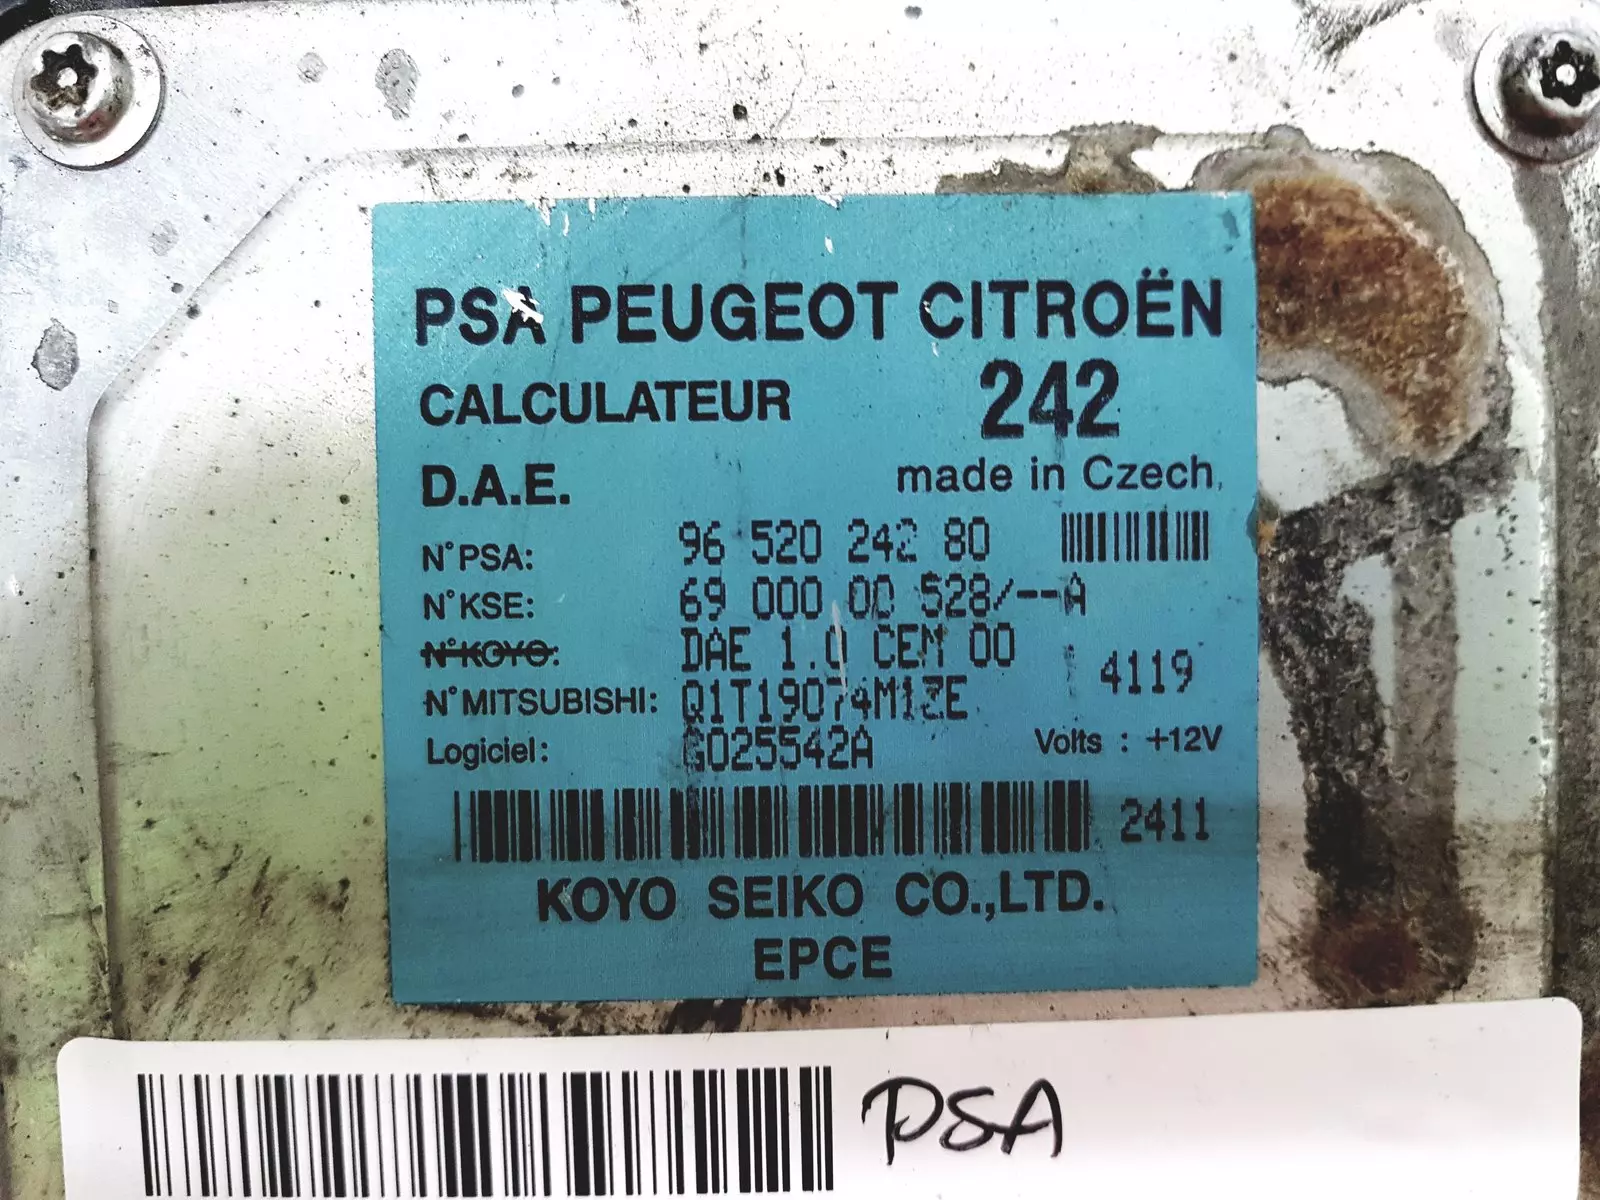 PSA PEUGEOT CITROËN
CALCULATEUR 242
D.A.E. made in Czech.
N°PSA: 96 520 242 80
N°KSE: 69 000 00 528/--A
N°KOYO: DAE 1.0 CEM 00
4119
N°MITSUBISHI: Q1T19074M1ZE
Logiciel: G025542A Volts : +12V
2411
KOYO SEIKO CO.,LTD.
EPCE
PSA